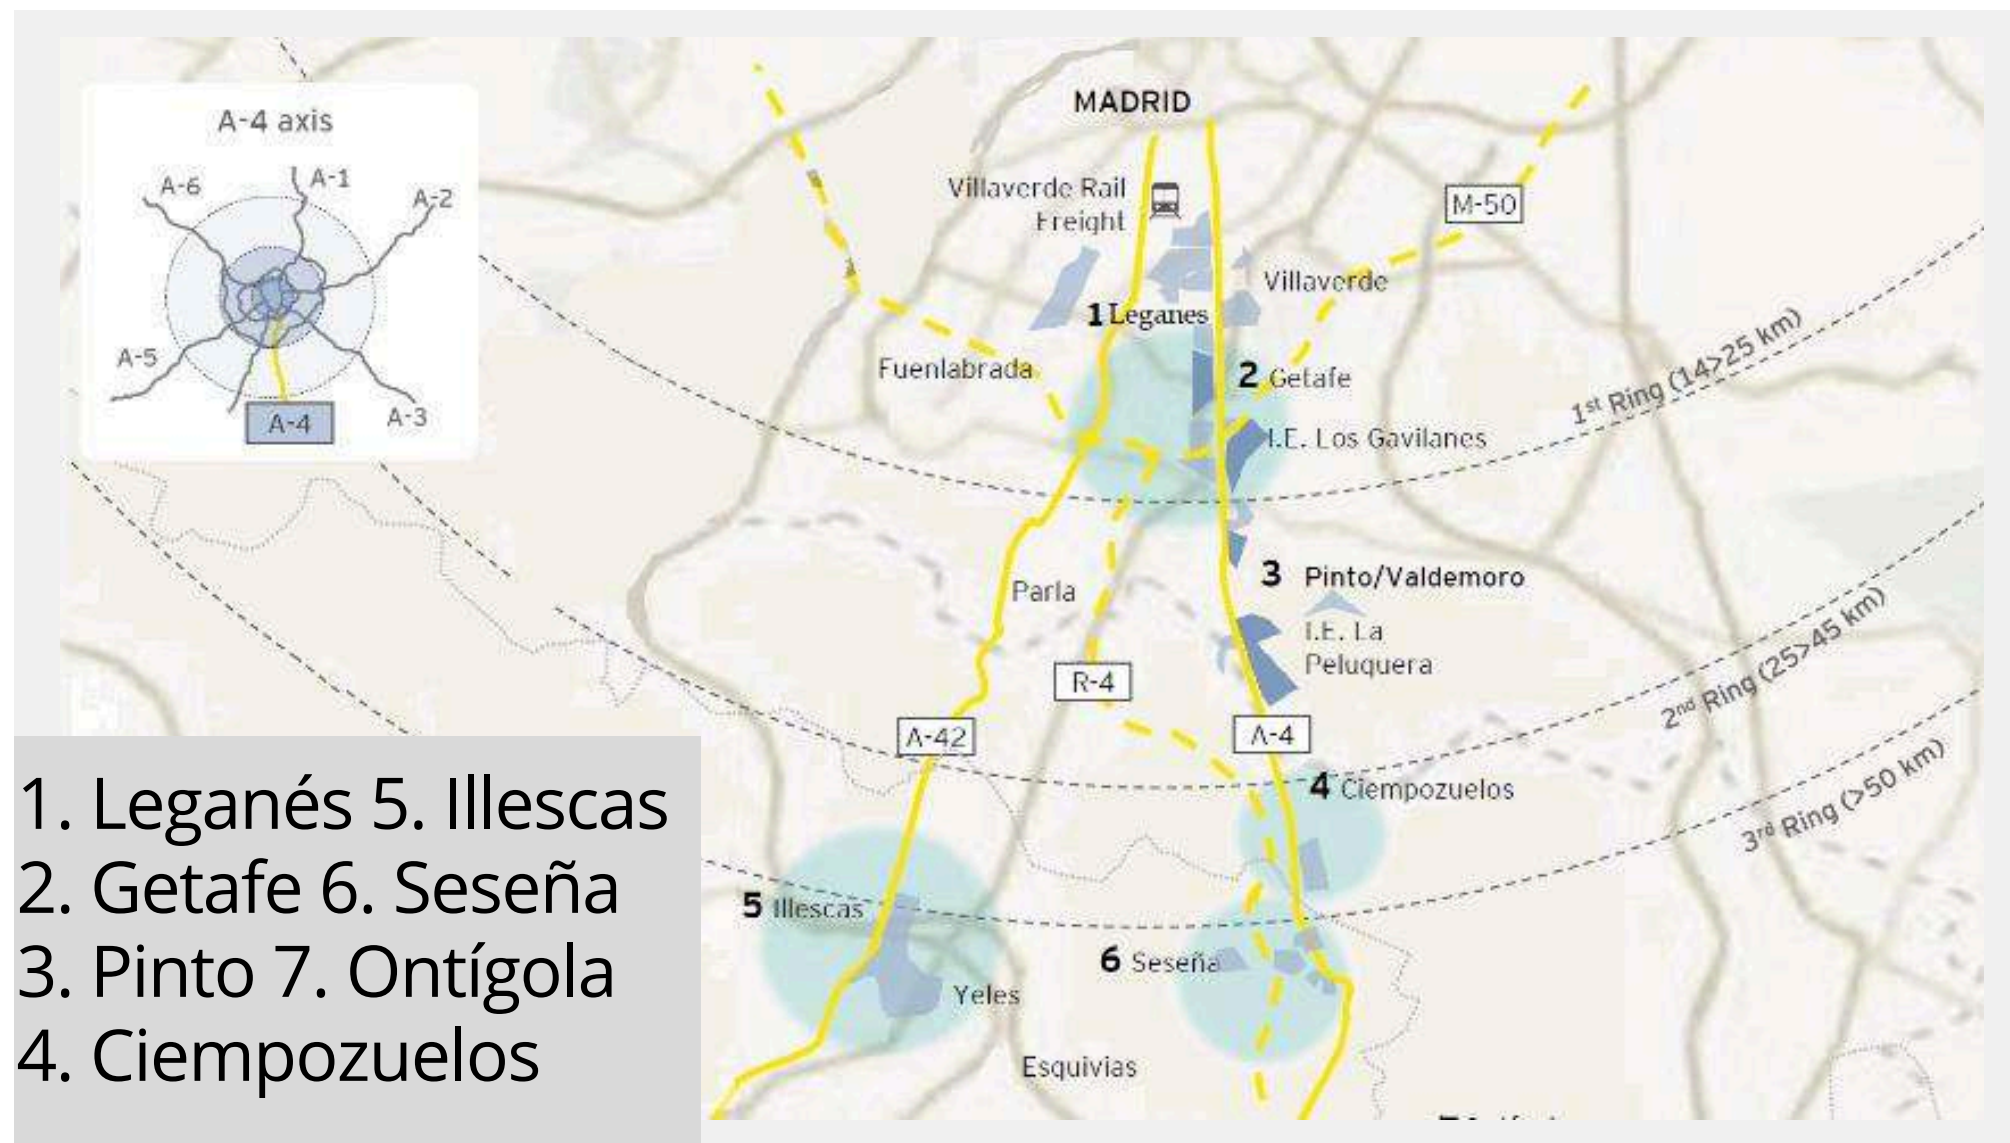 A-4 axis
A-6
A-1
A-2
A-5
A-3
A-4
MADRID
Villaverde Rail
Freight
M-50
Villaverde
1 Leganes
Fuenlabrada
2 Getafe
1st Ring (14>25 km)
I.E. Los Gavilanes
3 Pinto/Valdemoro
Parla
I.E. La
Peluquera
R-4
2nd Ring (25>45 km)
A-42
A-4
4 Ciempozuelos
3rd Ring (>50 km)
5 Illescas
6 Seseña
Yeles
Esquivias
1. Leganés 5. Illescas
2. Getafe 6. Seseña
3. Pinto 7. Ontígola
4. Ciempozuelos